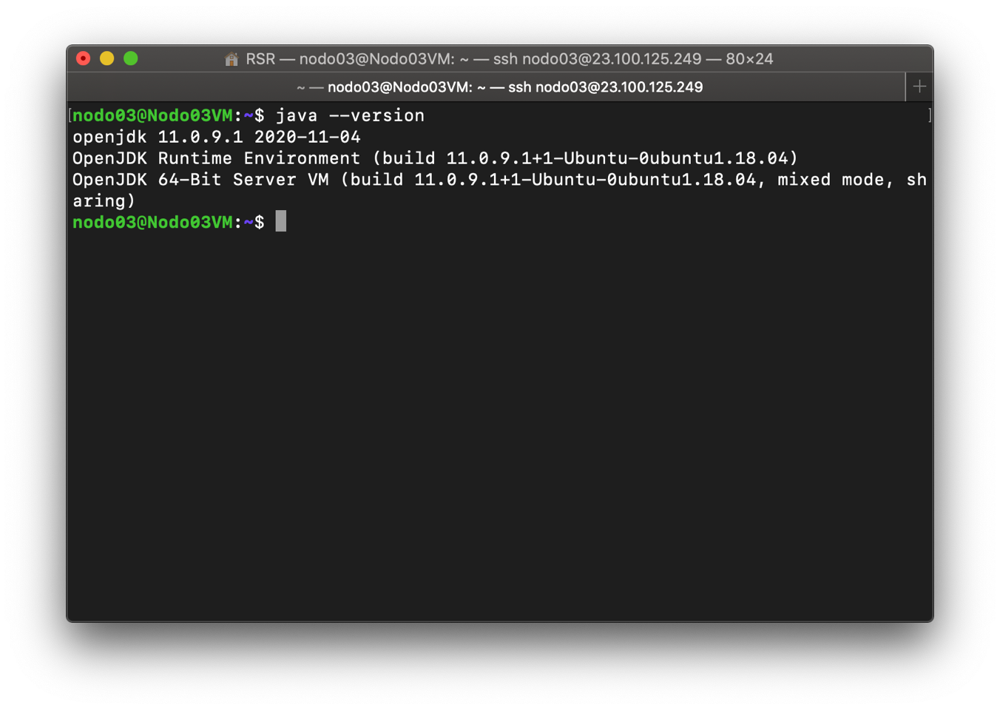 RSR — nodo03@Nodo03VM: ~ — ssh nodo03@23.100.125.249 — 80×24
~ — nodo03@Nodo03VM: ~ — ssh nodo03@23.100.125.249 +
[nodo03@Nodo03VM:~$ java --version ]
openjdk 11.0.9.1 2020-11-04
OpenJDK Runtime Environment (build 11.0.9.1+1-Ubuntu-0ubuntu1.18.04)
OpenJDK 64-Bit Server VM (build 11.0.9.1+1-Ubuntu-0ubuntu1.18.04, mixed mode, sh
aring)
nodo03@Nodo03VM:~$